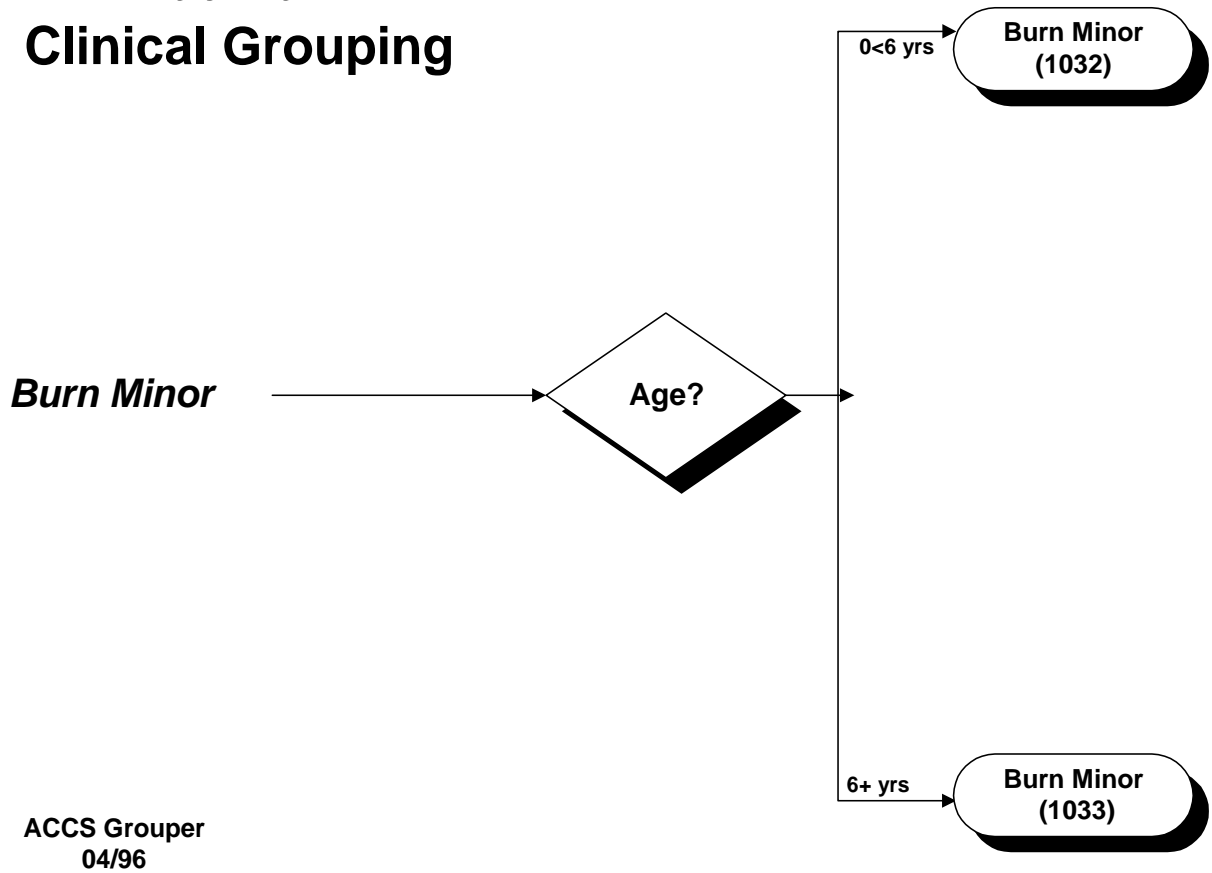 Clinical Grouping
0<6 yrs
Burn Minor
(1032)
Burn Minor
Age?
6+ yrs
Burn Minor
(1033)
ACCS Grouper
04/96